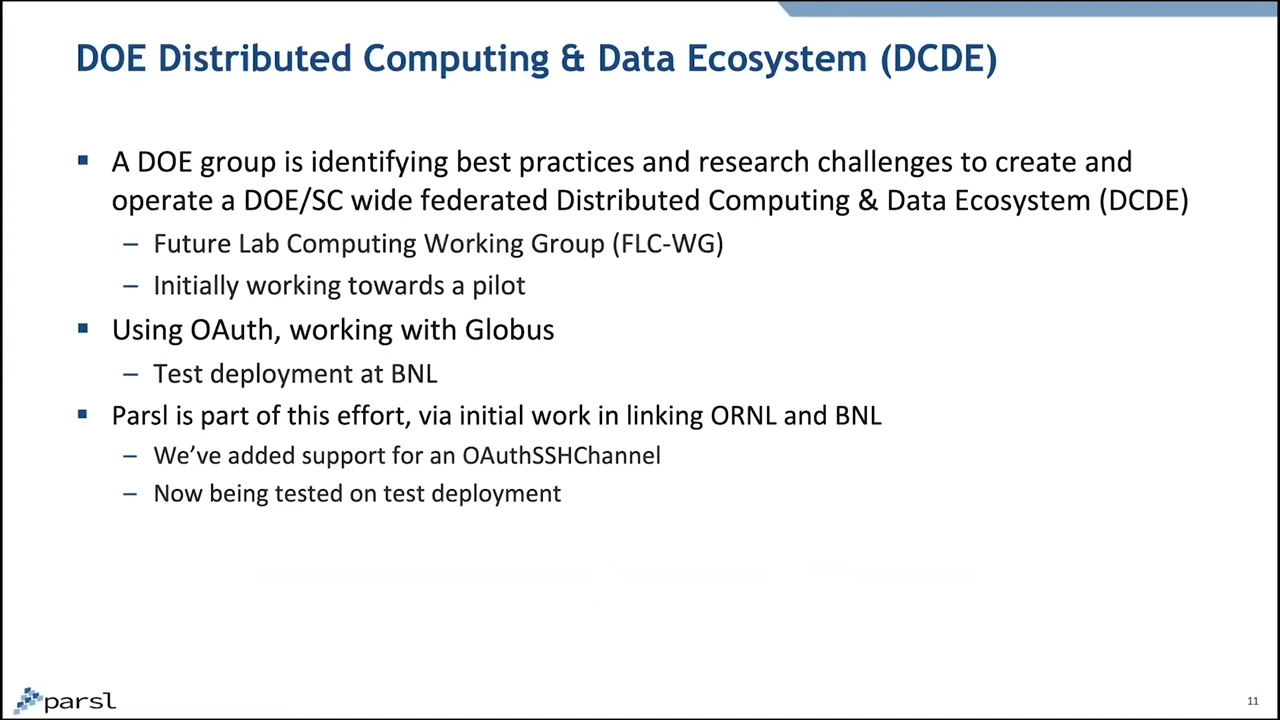 DOE Distributed Computing & Data Ecosystem (DCDE)
▪ A DOE group is identifying best practices and research challenges to create and
operate a DOE/SC wide federated Distributed Computing & Data Ecosystem (DCDE)
– Future Lab Computing Working Group (FLC-WG)
– Initially working towards a pilot
▪ Using OAuth, working with Globus
– Test deployment at BNL
▪ Parsl is part of this effort, via initial work in linking ORNL and BNL
– We’ve added support for an OAuthSSHChannel
– Now being tested on test deployment
parsl
11